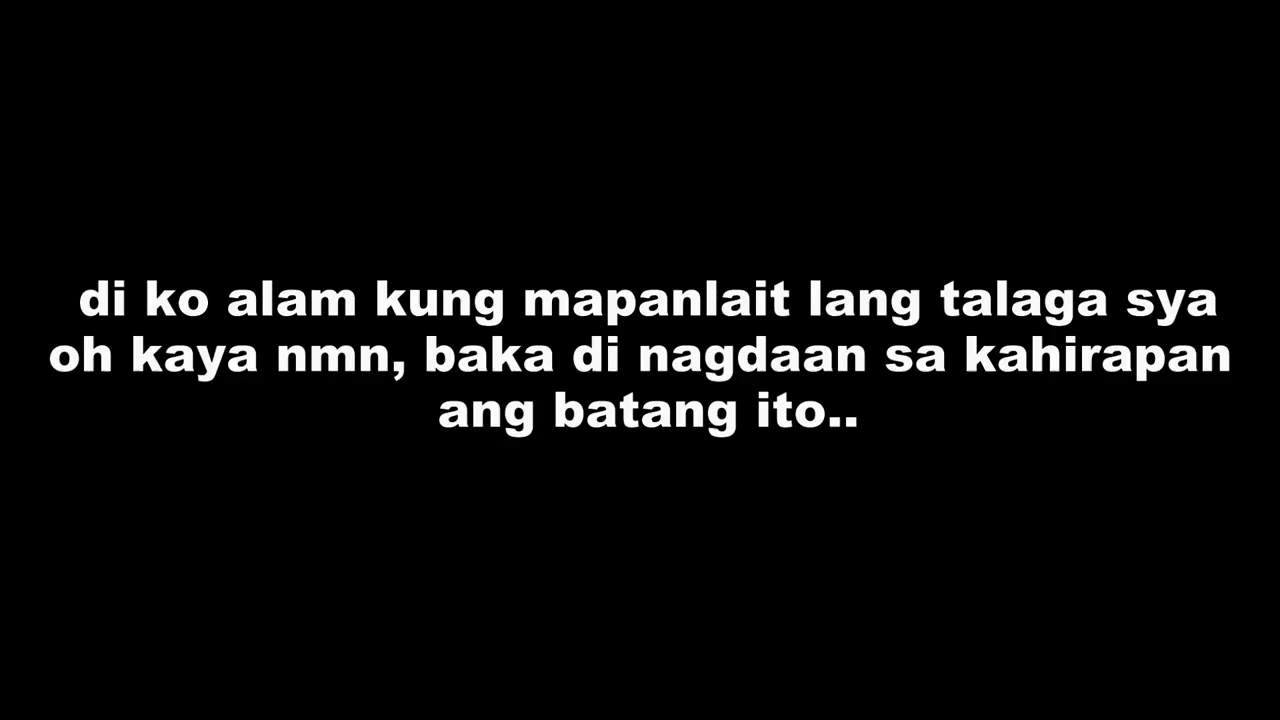 di ko alam kung mapanlait lang talaga sya
oh kaya nmn, baka di nagdaan sa kahirapan
ang batang ito..